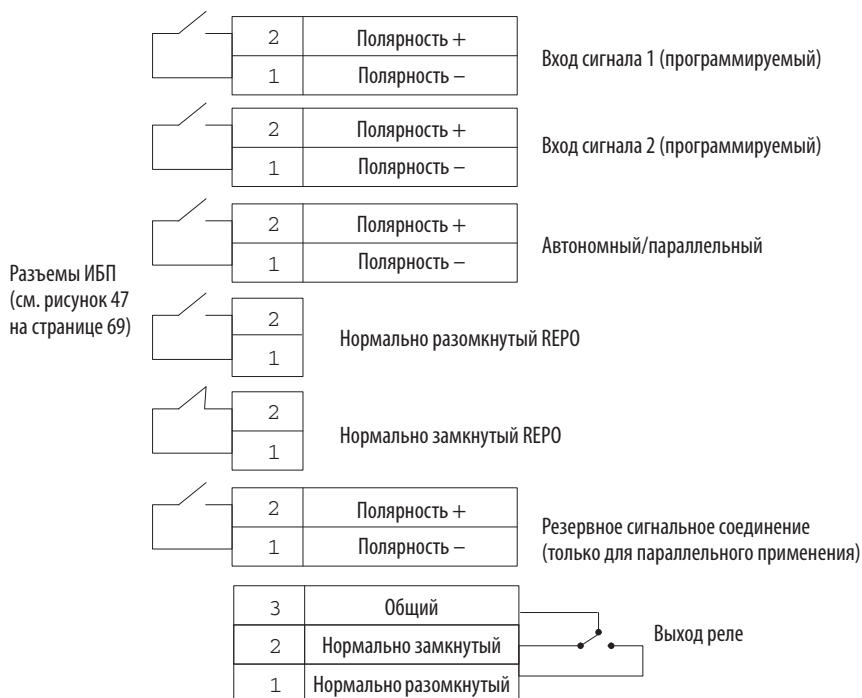 2 Полярность +
1 Полярность –
Вход сигнала 1 (программируемый)
2 Полярность +
1 Полярность –
Вход сигнала 2 (программируемый)
2 Полярность +
1 Полярность –
Автономный/параллельный
Разъемы ИБП
(см. рисунок 47
на странице 69)
2
1
Нормально разомкнутый REPO
2
1
Нормально замкнутый REPO
2 Полярность +
1 Полярность –
Резервное сигнальное соединение
(только для параллельного применения)
3 Общий
2 Нормально замкнутый
1 Нормально разомкнутый
Выход реле